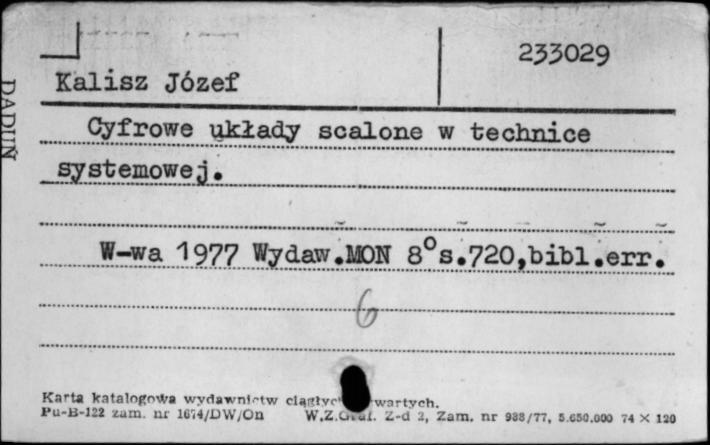 233029
Kalisz Józef
Cyfrowe układy scalone w technice
systemowej.
W-wa 1977 Wydaw.MON 8°s.720,bibl.err.
6
DADUŃ
Karta katalogowa wydawnictw wartych.
Pu-B-122 zam. nr 1674/DW/On W.Z.Graf. Z-d 2, Zam. nr 988/77, 5.650.000 74 X 120